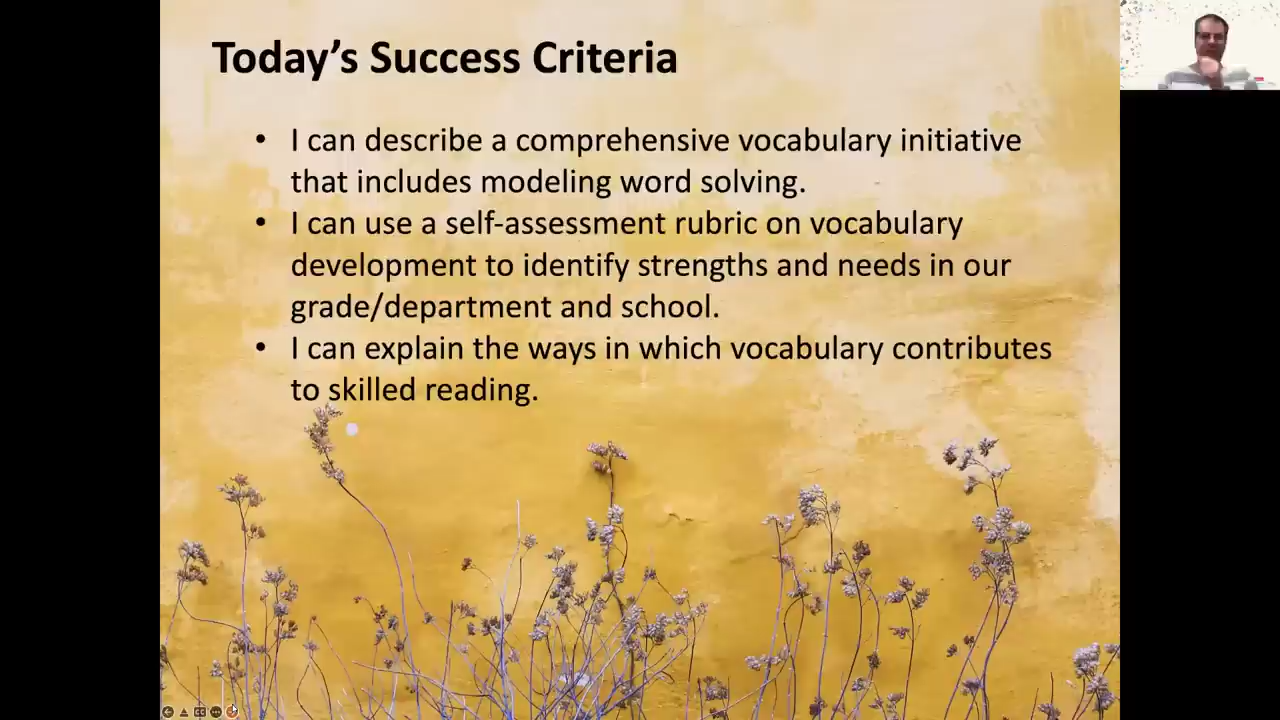 Today’s Success Criteria
• I can describe a comprehensive vocabulary initiative
that includes modeling word solving.
• I can use a self-assessment rubric on vocabulary
development to identify strengths and needs in our
grade/department and school.
• I can explain the ways in which vocabulary contributes
to skilled reading.